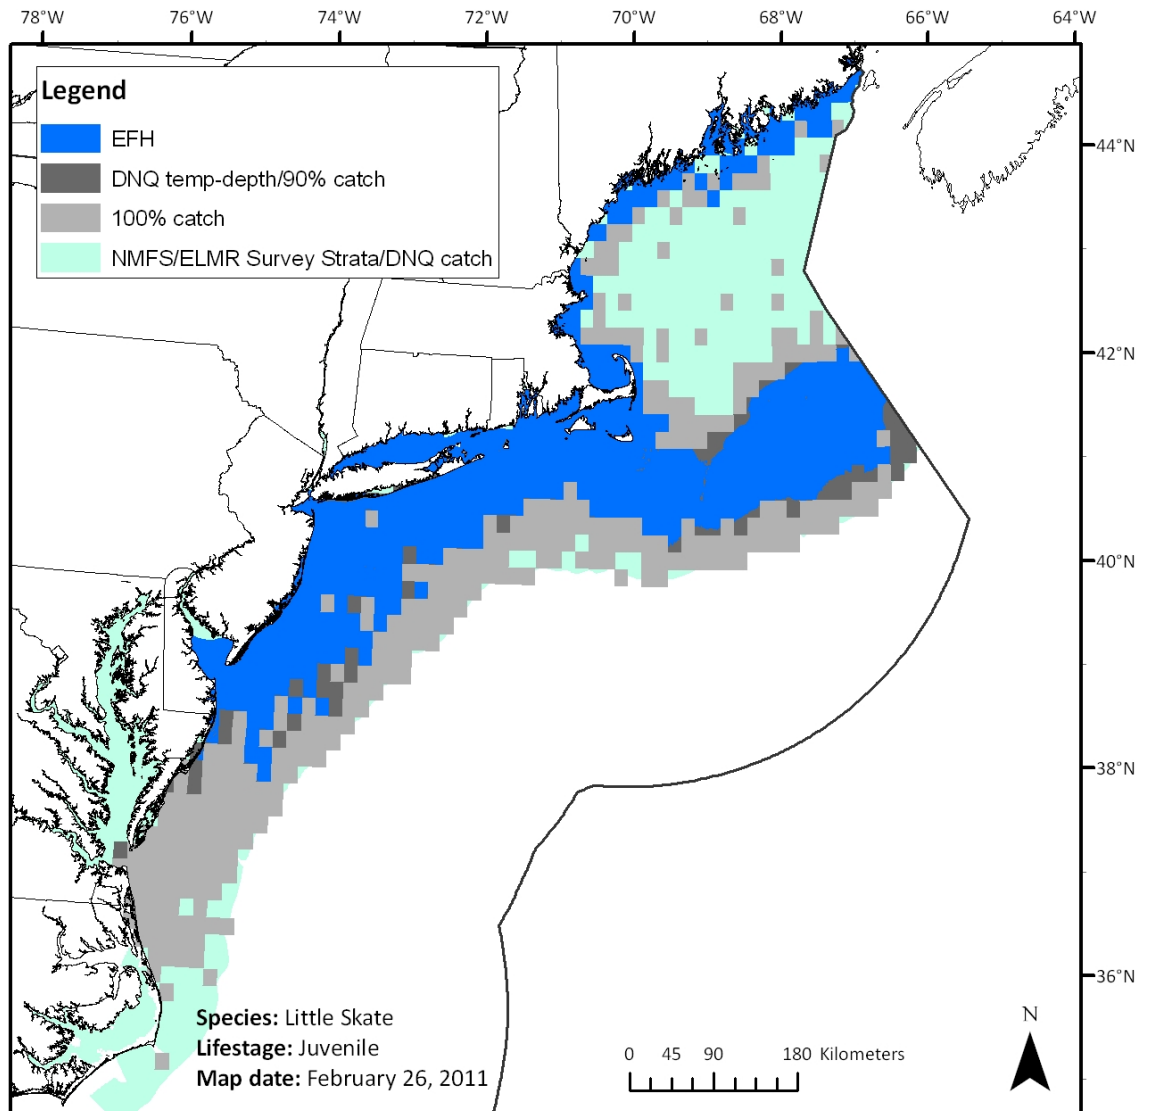 78°W 76°W 74°W 72°W 70°W 68°W 66°W 64°W
Legend
EFH
DNQ temp-depth/90% catch
100% catch
NMFS/ELMR Survey Strata/DNQ catch
44°N
42°N
40°N
38°N
36°N
Species: Little Skate
Lifestage: Juvenile
Map date: February 26, 2011
0 45 90 180 Kilometers
N